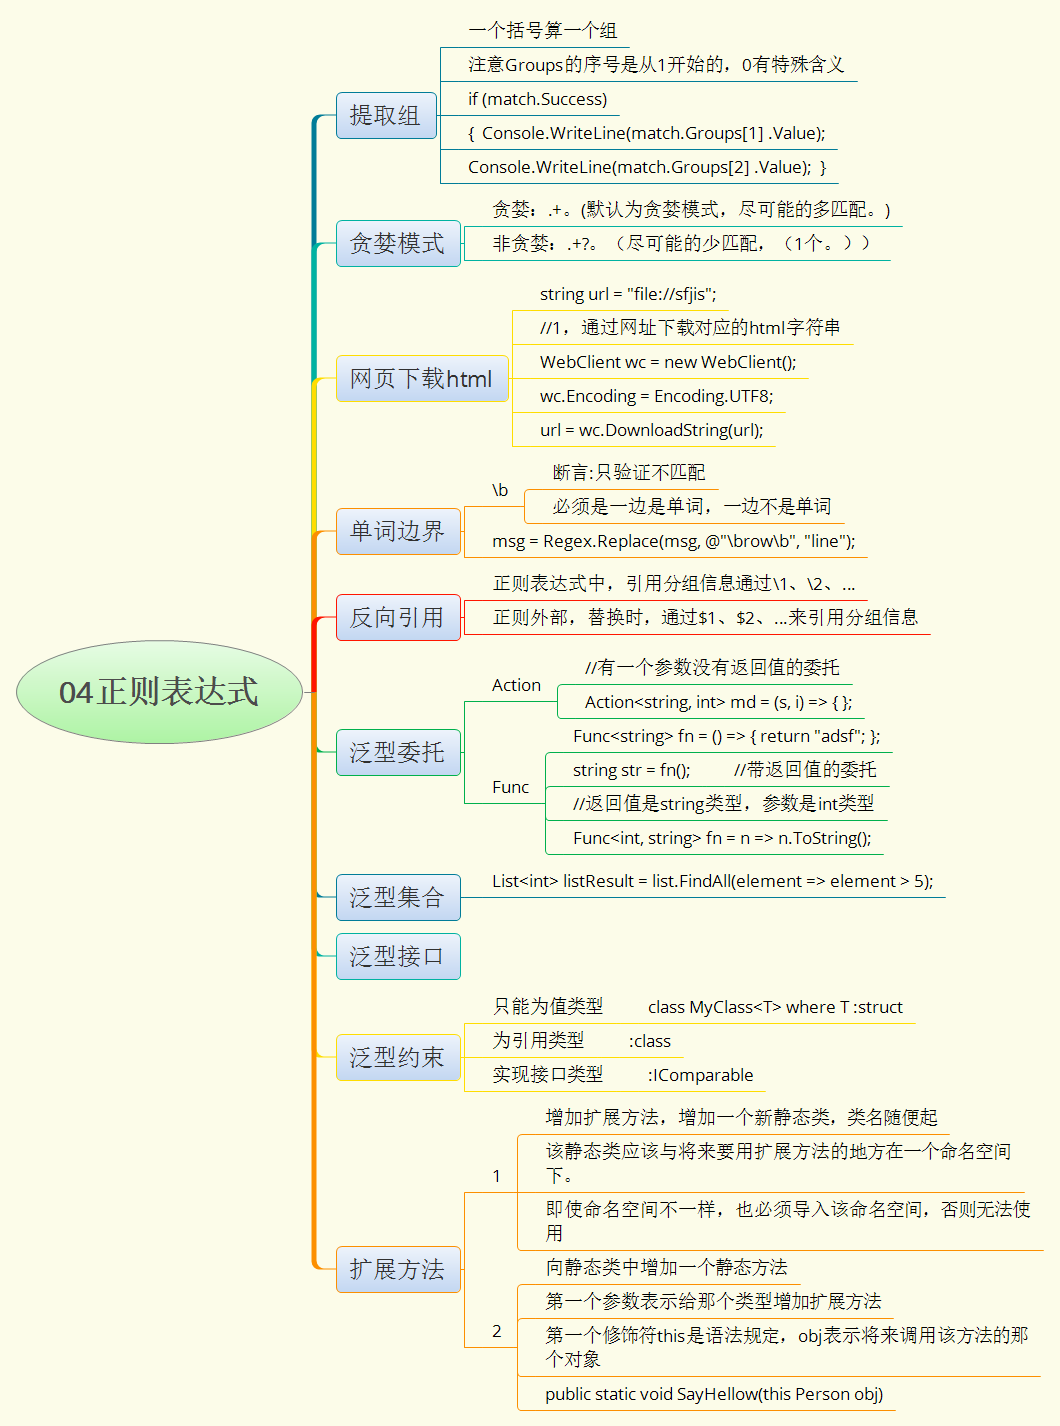 04正则表达式
提取组
一个括号算一个组
注意Groups的序号是从1开始的，0有特殊含义
if (match.Success)
{  Console.WriteLine(match.Groups[1] .Value);
Console.WriteLine(match.Groups[2] .Value);  }
贪婪模式
贪婪：.+。(默认为贪婪模式，尽可能的多匹配。)
非贪婪：.+?。（尽可能的少匹配，（1个。））
网页下载html
string url = "file://sfjis";
//1，通过网址下载对应的html字符串
WebClient wc = new WebClient();
wc.Encoding = Encoding.UTF8;
url = wc.DownloadString(url);
单词边界
\b
断言:只验证不匹配
必须是一边是单词，一边不是单词
msg = Regex.Replace(msg, @"\brow\b", "line");
反向引用
正则表达式中，引用分组信息通过\1、\2、...
正则外部，替换时，通过$1、$2、...来引用分组信息
泛型委托
Action
//有一个参数没有返回值的委托
Action<string, int> md = (s, i) => { };
Func
Func<string> fn = () => { return "adsf"; };
string str = fn();          //带返回值的委托
//返回值是string类型，参数是int类型
Func<int, string> fn = n => n.ToString();
泛型集合
List<int> listResult = list.FindAll(element => element > 5);
泛型接口
泛型约束
只能为值类型          class MyClass<T> where T :struct
为引用类型          :class
实现接口类型          :IComparable
扩展方法
1
增加扩展方法，增加一个新静态类，类名随便起
该静态类应该与将来要用扩展方法的地方在一个命名空间
下。
即使命名空间不一样，也必须导入该命名空间，否则无法使
用
2
向静态类中增加一个静态方法
第一个参数表示给那个类型增加扩展方法
第一个修饰符this是语法规定，obj表示将来调用该方法的那
个对象
public static void SayHellow(this Person obj)